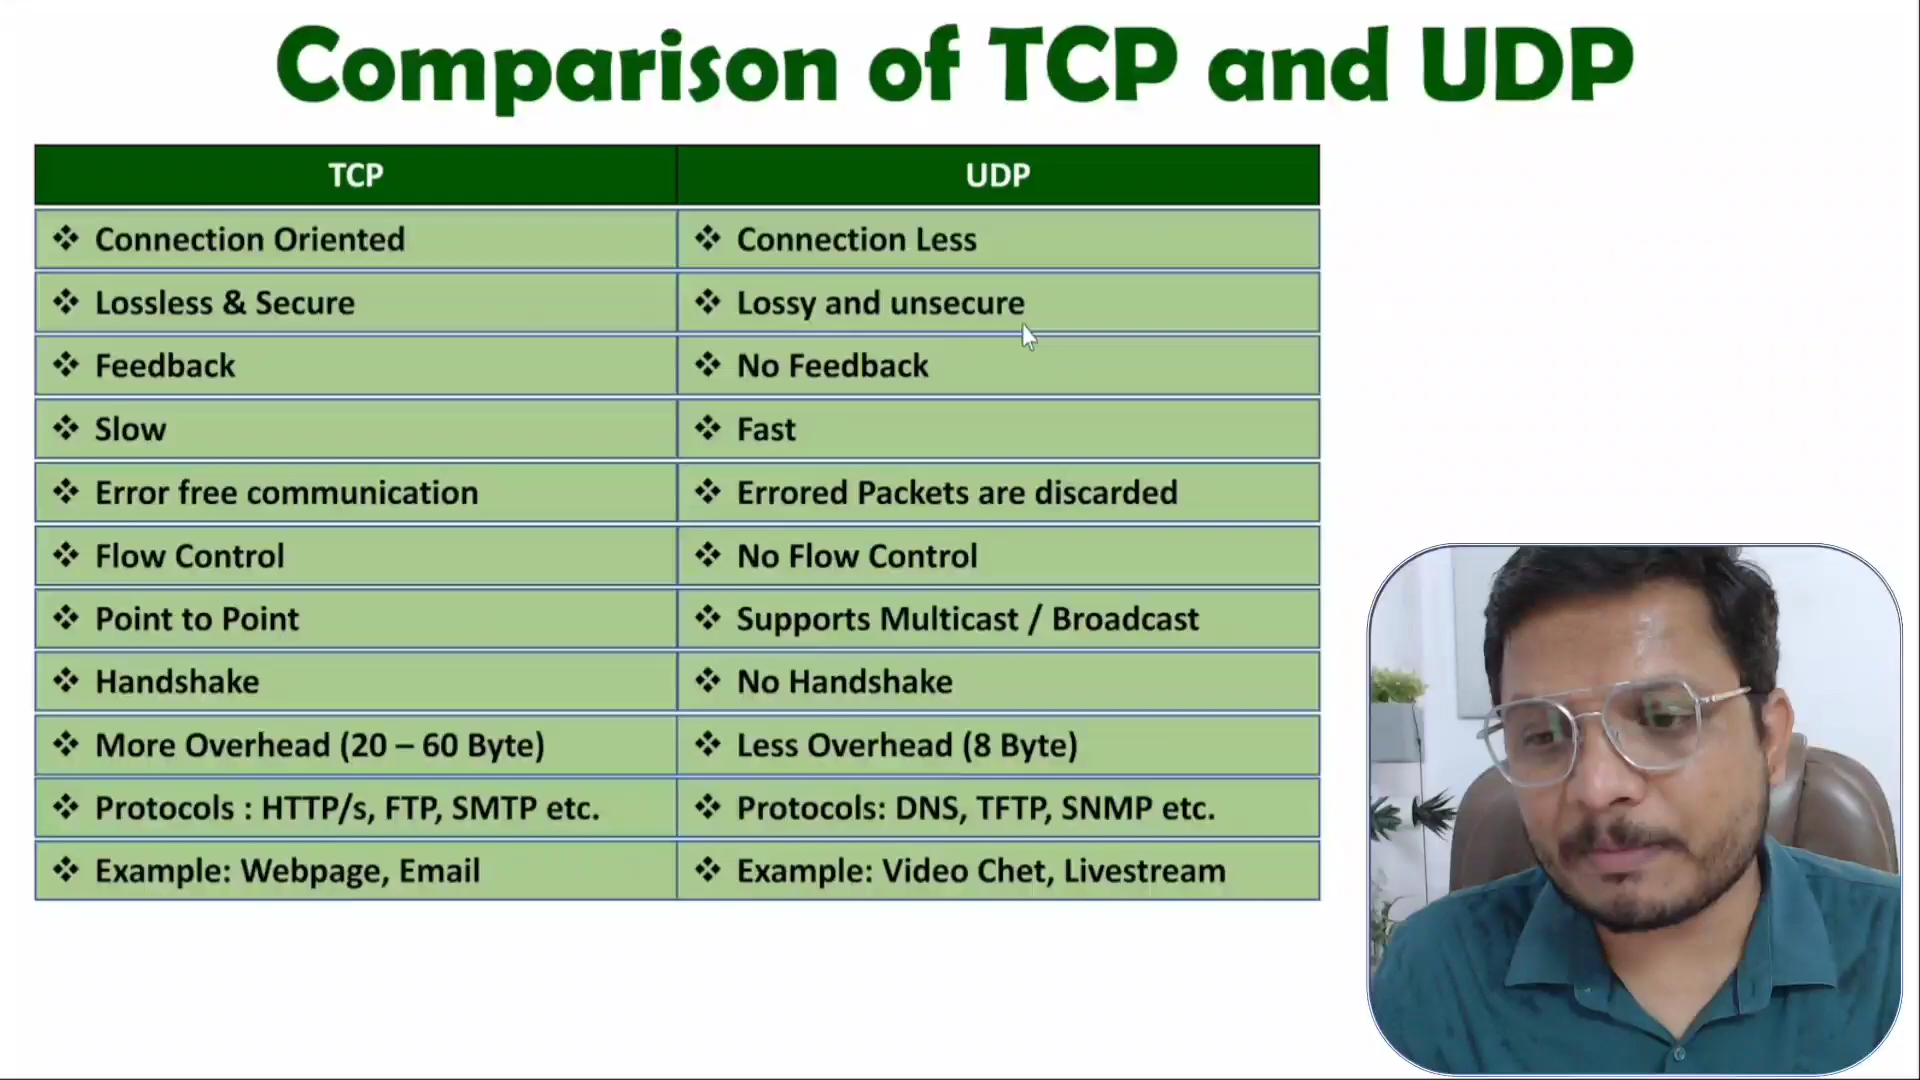 Comparison of TCP and UDP
TCP UDP
❖ Connection Oriented ❖ Connection Less
❖ Lossless & Secure ❖ Lossy and unsecure
❖ Feedback ❖ No Feedback
❖ Slow ❖ Fast
❖ Error free communication ❖ Errored Packets are discarded
❖ Flow Control ❖ No Flow Control
❖ Point to Point ❖ Supports Multicast / Broadcast
❖ Handshake ❖ No Handshake
❖ More Overhead (20 – 60 Byte) ❖ Less Overhead (8 Byte)
❖ Protocols : HTTP/s, FTP, SMTP etc. ❖ Protocols: DNS, TFTP, SNMP etc.
❖ Example: Webpage, Email ❖ Example: Video Chet, Livestream